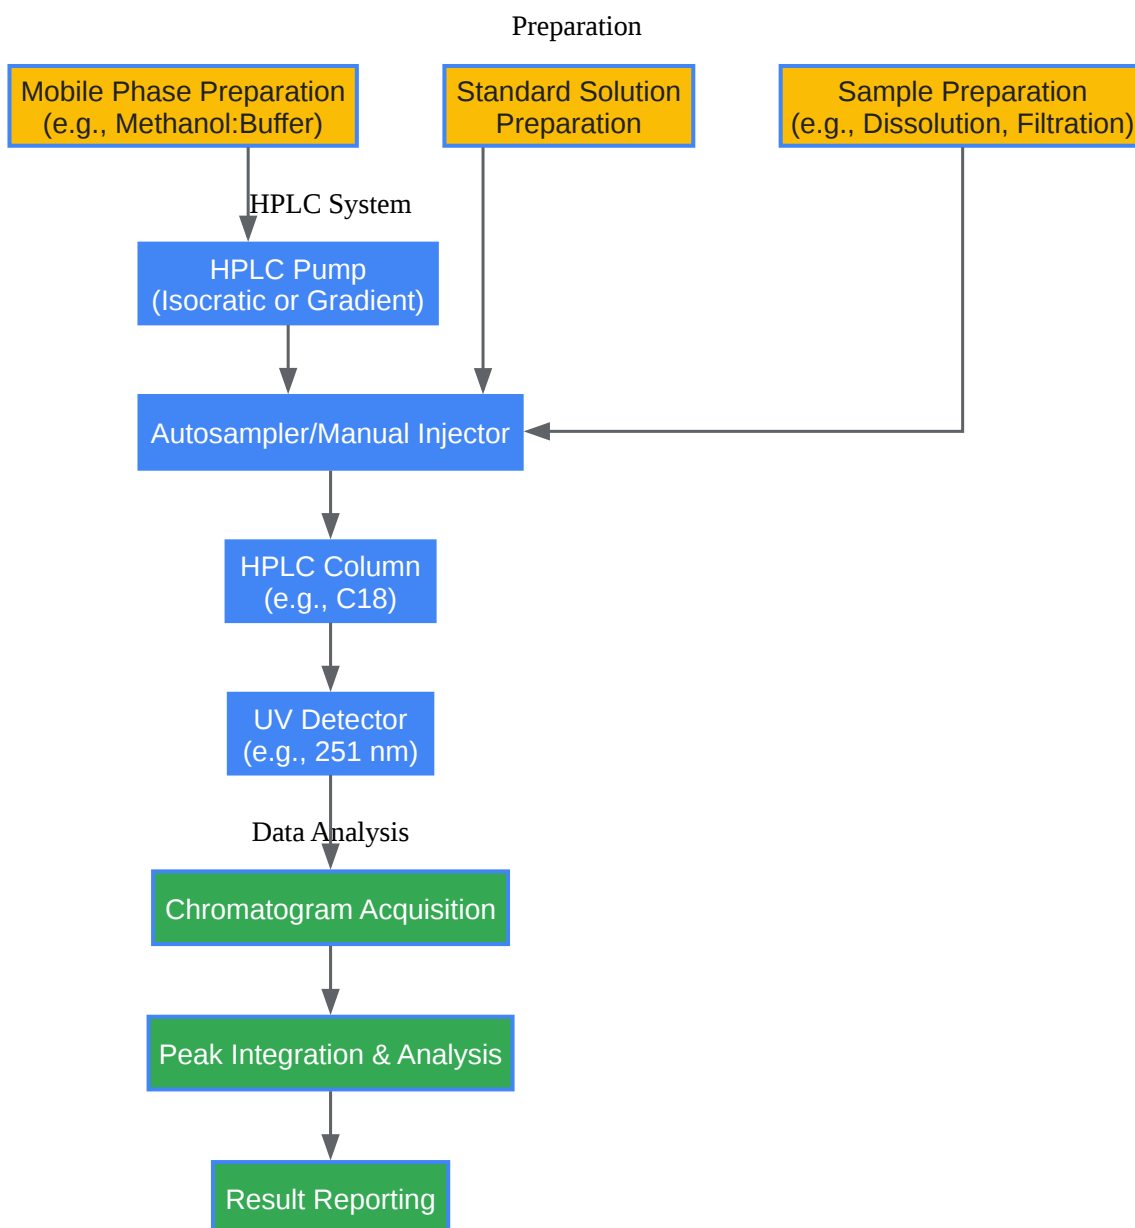 Preparation
Mobile Phase Preparation
(e.g., Methanol:Buffer)
Standard Solution
Preparation
Sample Preparation
(e.g., Dissolution, Filtration)
HPLC System
HPLC Pump
(Isocratic or Gradient)
Autosampler/Manual Injector
HPLC Column
(e.g., C18)
UV Detector
(e.g., 251 nm)
Data Analysis
Chromatogram Acquisition
Peak Integration & Analysis
Result Reporting